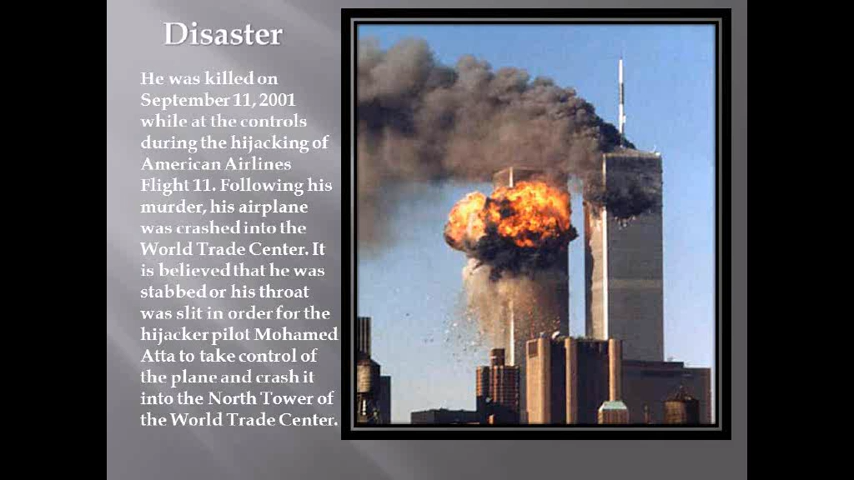 Disaster
He was killed on
September 11, 2001
while at the controls
during the hijacking of
American Airlines
Flight 11. Following his
murder, his airplane
was crashed into the
World Trade Center. It
is believed that he was
stabbed or his throat
was slit in order for the
hijacker pilot Mohamed
Atta to take control of
the plane and crash it
into the North Tower of
the World Trade Center.